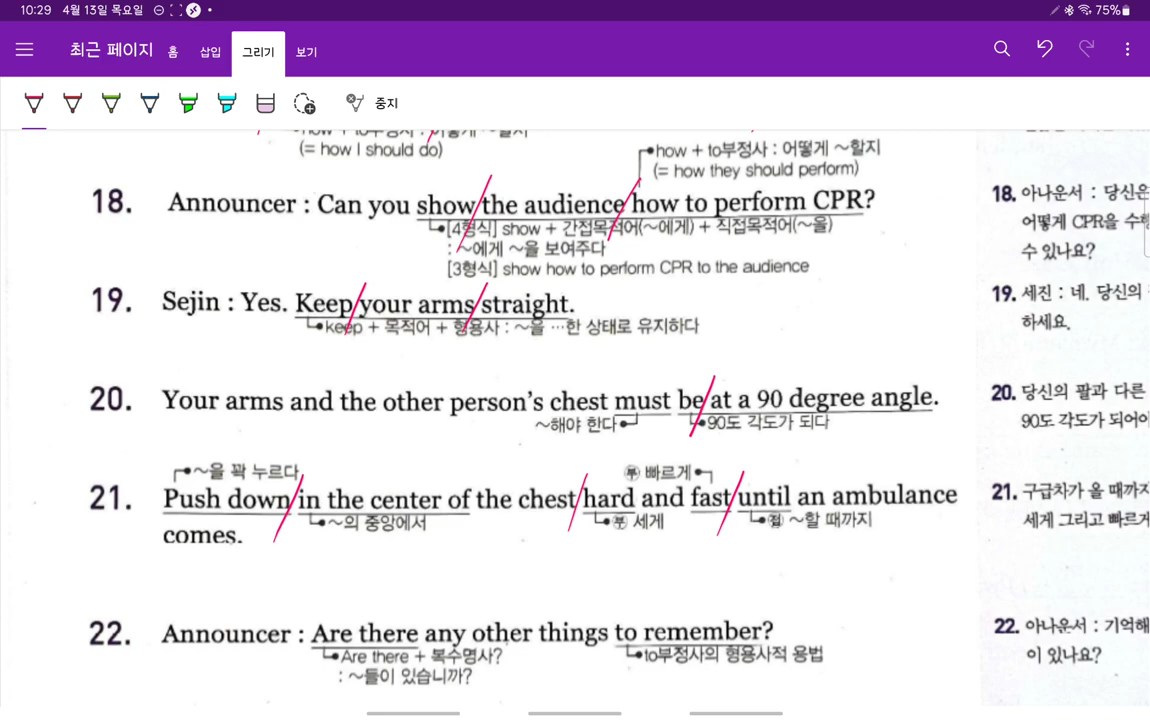 10:29 4월 13일 목요일
75%
최근 페이지 홈 삽입 그리기 보기
중지
how + to부정사 : 어떻게 ~할지
(= how I should do)
how + to부정사 : 어떻게 ~할지
(= how they should perform)
18. Announcer : Can you show the audience how to perform CPR?
[4형식] show + 간접목적어(~에게) + 직접목적어(~을)
: ~에게 ~을 보여주다
[3형식] show how to perform CPR to the audience
19. Sejin : Yes. Keep your arms straight.
keep + 목적어 + 형용사 : ~을 …한 상태로 유지하다
20. Your arms and the other person's chest must be at a 90 degree angle.
~해야 한다
90도 각도가 되다
~을 꽉 누르다
부 빠르게
21. Push down in the center of the chest hard and fast until an ambulance
~의 중앙에서
부 세게
접 ~할 때까지
comes.
22. Announcer : Are there any other things to remember?
Are there + 복수명사?
to부정사의 형용사적 용법
: ~들이 있습니까?
18. 아나운서 : 당신은
어떻게 CPR을 수행
수 있나요?
19. 세진 : 네. 당신의
하세요.
20. 당신의 팔과 다른
90도 각도가 되어야
21. 구급차가 올 때까지
세게 그리고 빠르게
22. 아나운서 : 기억해
이 있나요?